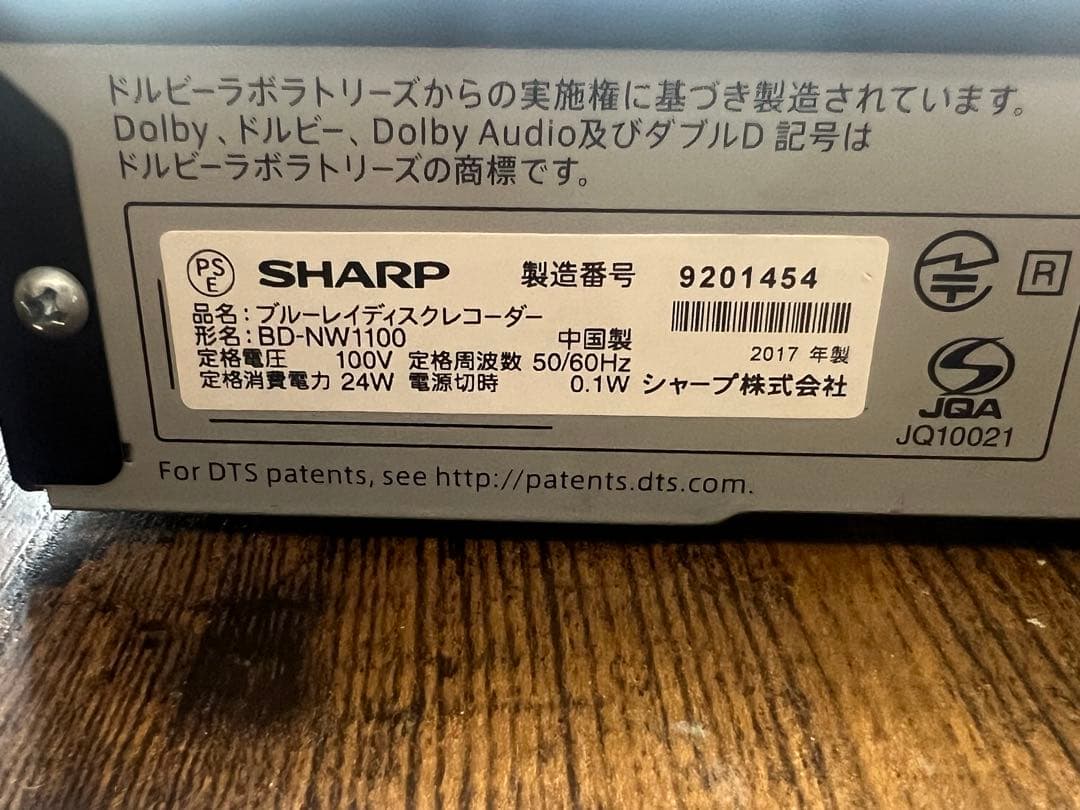 ドルビーラボラトリーズからの実施権に基づき製造されています。
Dolby、ドルビー、Dolby Audio及びダブルD 記号は
ドルビーラボラトリーズの商標です。
PS
E
SHARP 製造番号 9201454
品名：ブルーレイディスクレコーダー
形名：BD-NW1100 中国製
2017 年製
定格電圧 100V 定格周波数 50/60Hz
定格消費電力 24W 電源切時 0.1W シャープ株式会社
R
JQA
JQ10021
For DTS patents, see http://patents.dts.com.